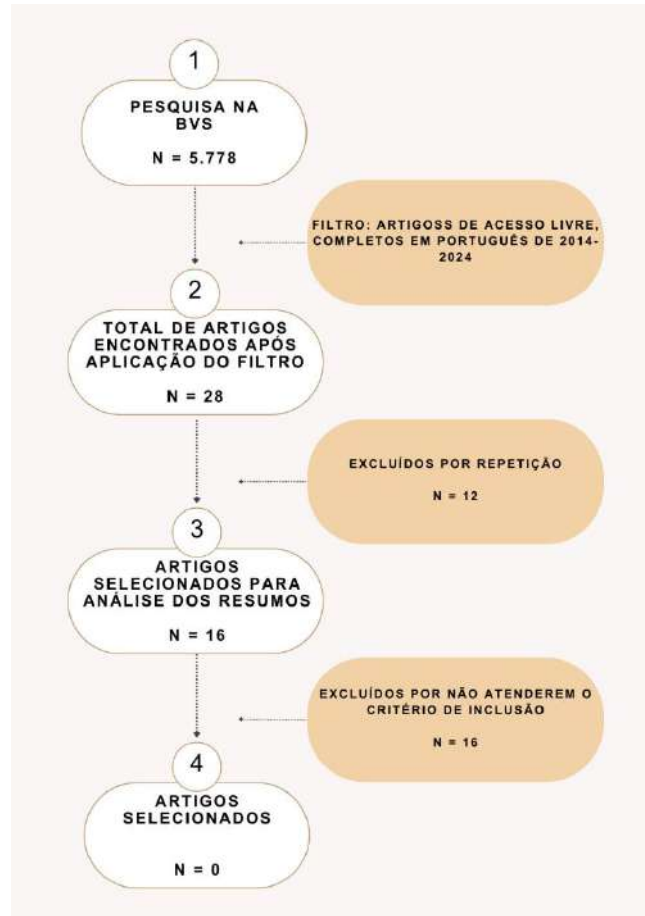 1
PESQUISA NA
BVS
N = 5.778
FILTRO: ARTIGOSS DE ACESSO LIVRE,
COMPLETOS EM PORTUGUÊS DE 2014-
2024
2
TOTAL DE ARTIGOS
ENCONTRADOS APÓS
APLICAÇÃO DO FILTRO
N = 28
EXCLUÍDOS POR REPETIÇÃO
N = 12
3
ARTIGOS
SELECIONADOS PARA
ANÁLISE DOS RESUMOS
N = 16
EXCLUÍDOS POR NÃO ATENDEREM O
CRITÉRIO DE INCLUSÃO
N = 16
4
ARTIGOS
SELECIONADOS
N = 0